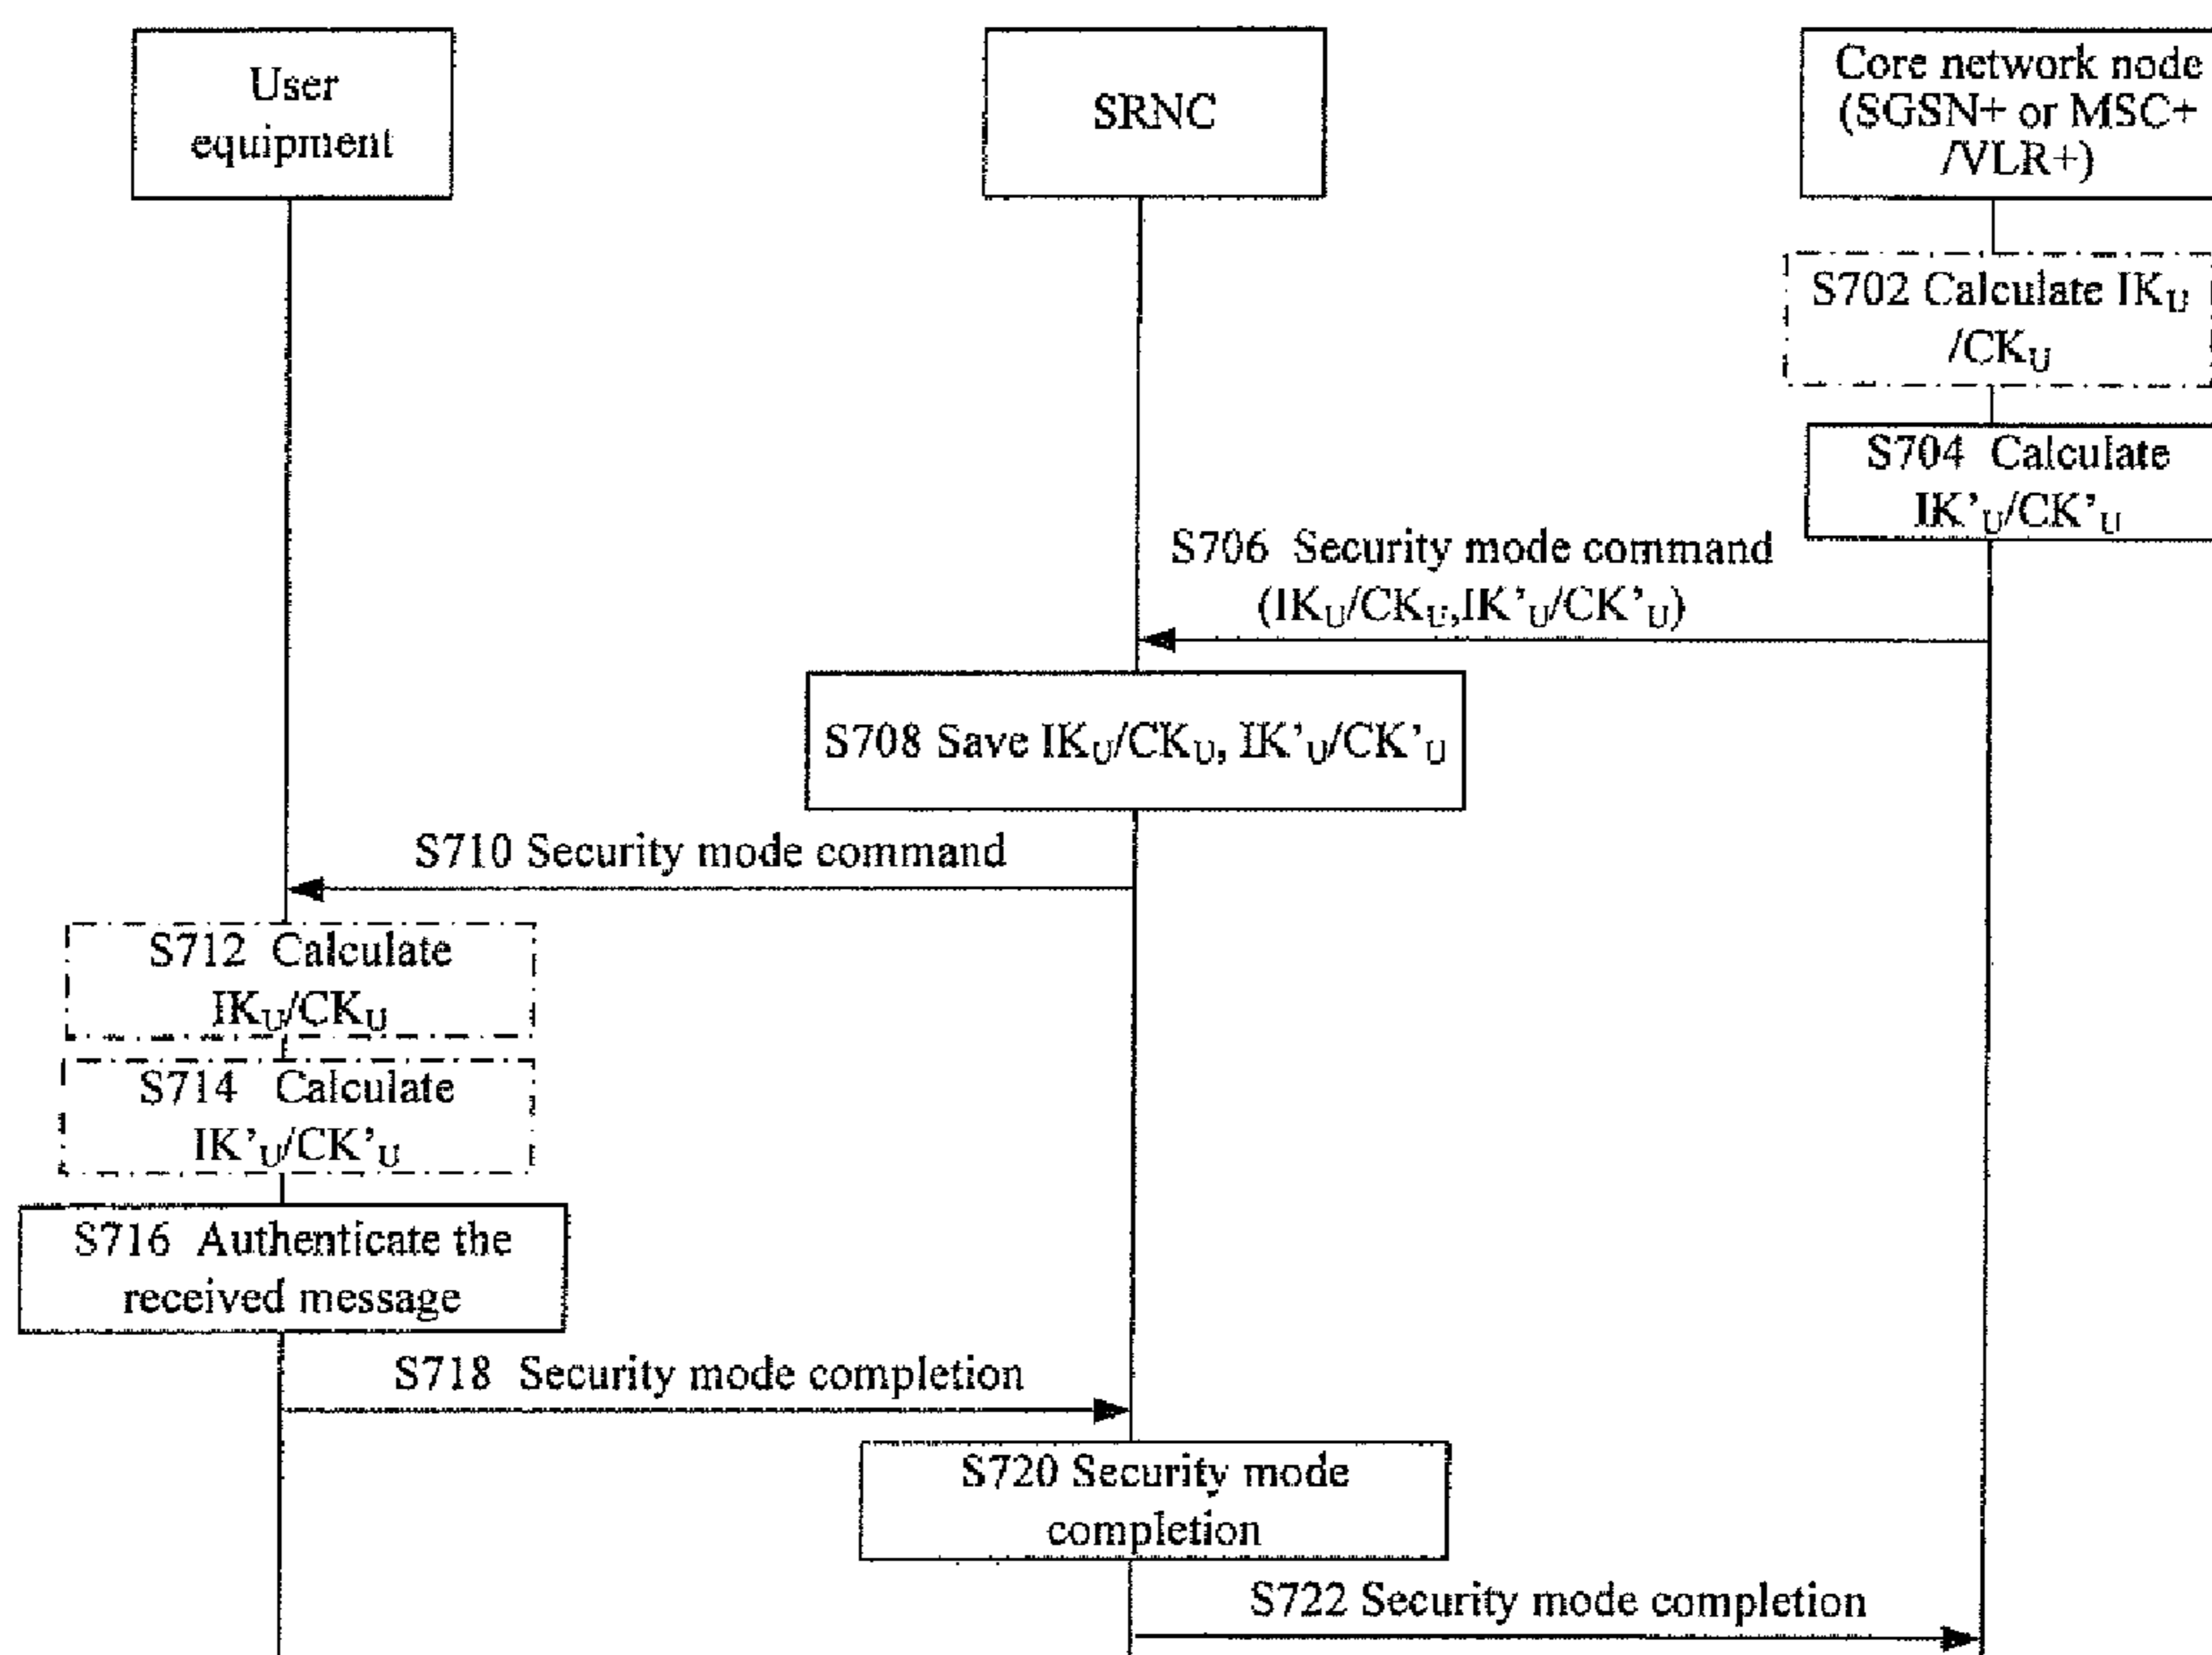 User
equipment
SRNC
Core network node
(SGSN+ or MSC+
/VLR+)
S702 Calculate IKU
/CKU
S704 Calculate
IK'U/CK'U
S706 Security mode command
(IKU/CKU,IK'U/CK'U)
S708 Save IKU/CKU, IK'U/CK'U
S710 Security mode command
S712 Calculate
IKU/CKU
S714 Calculate
IK'U/CK'U
S716 Authenticate the
received message
S718 Security mode completion
S720 Security mode
completion
S722 Security mode completion